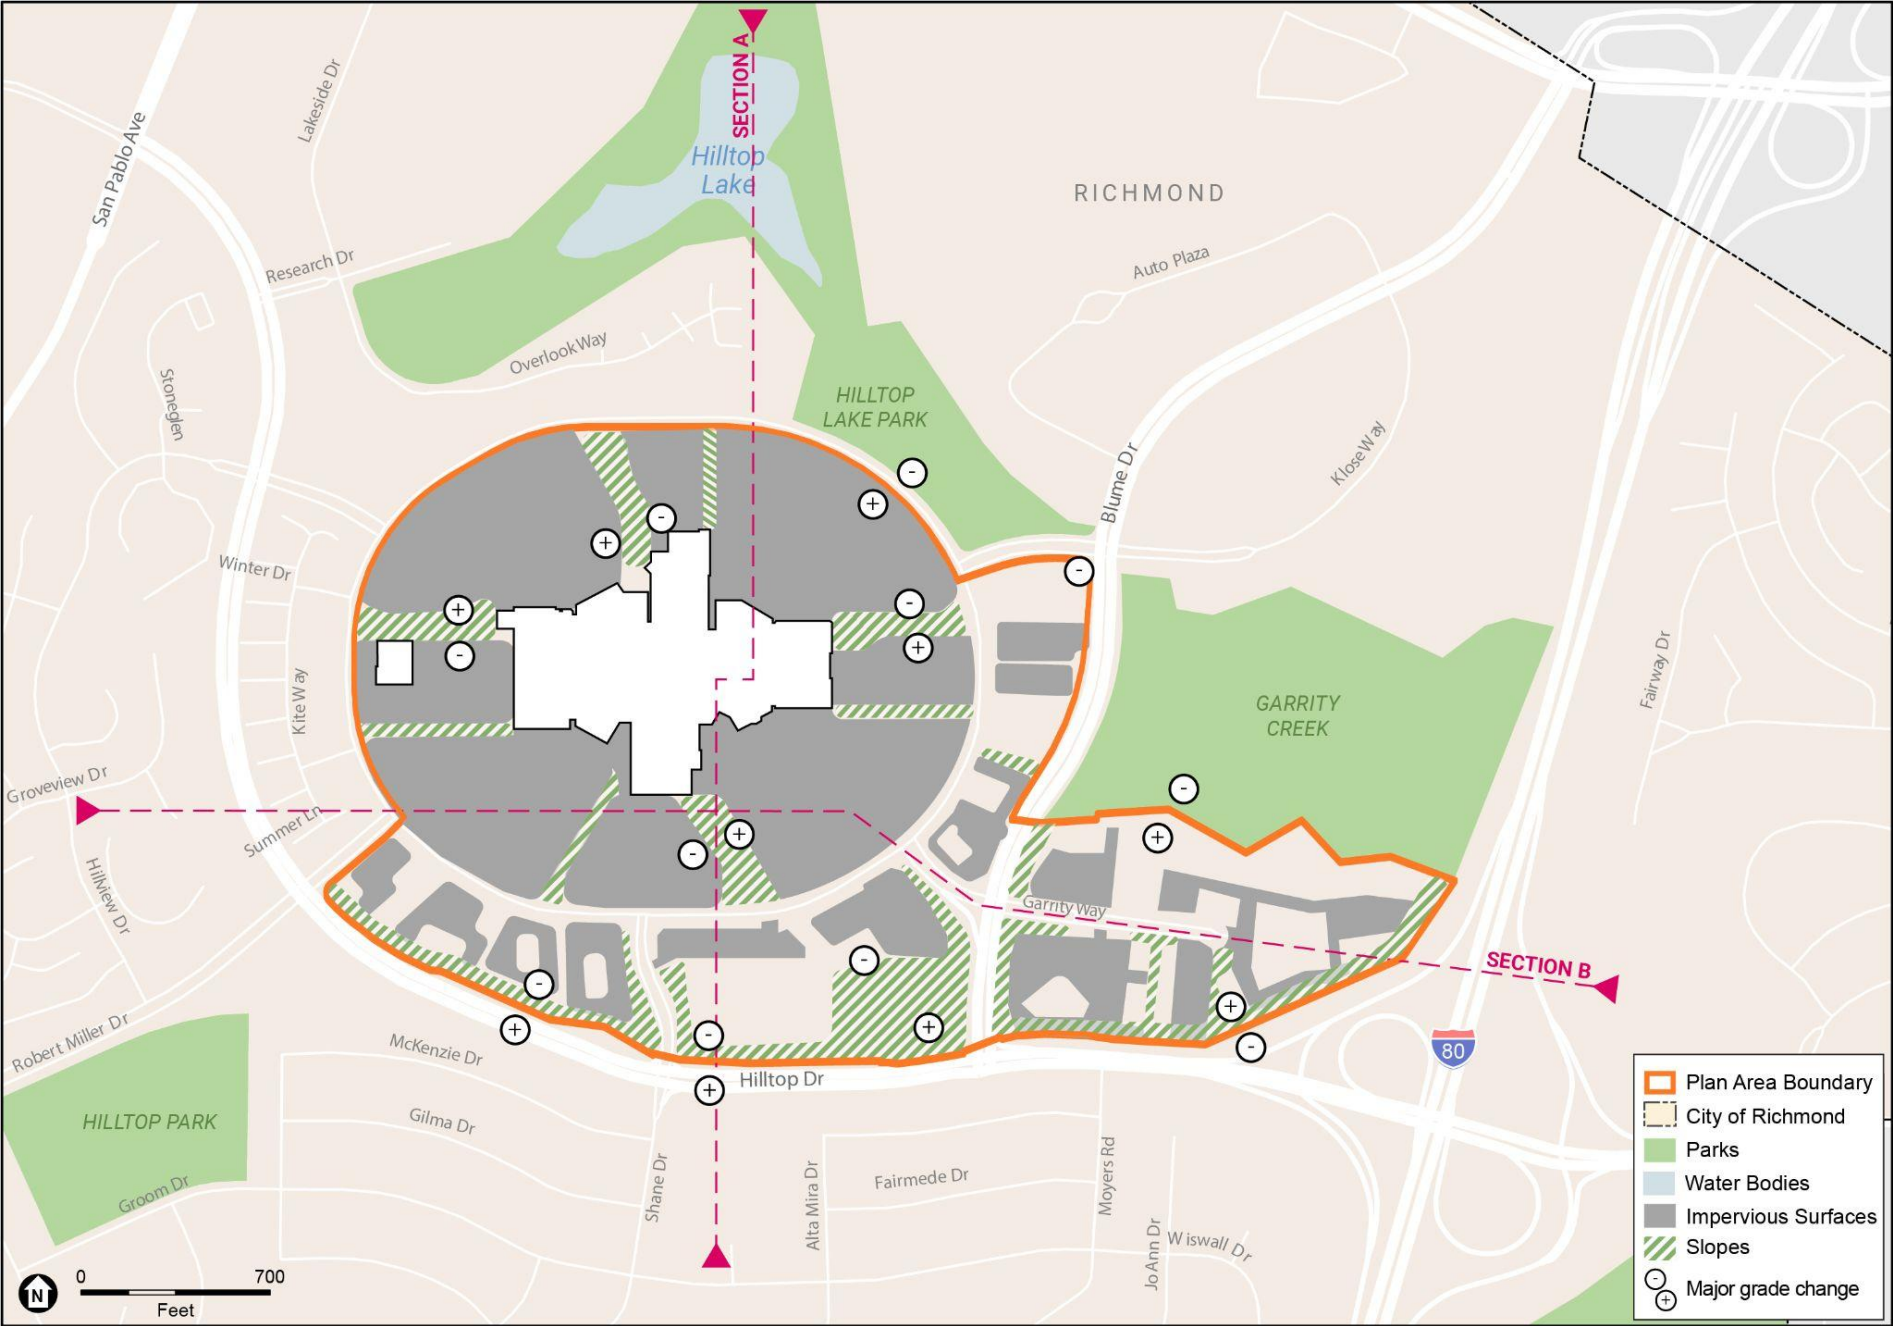 SECTION A
San Pablo Ave
Lakeside Dr
Hilltop
Lake
RICHMOND
Research Dr
Auto Plaza
Overlook Way
Stoneglen
HILLTOP
LAKE PARK
Klose Way
Blume Dr
Winter Dr
Fairway Dr
Kite Way
GARRITY
CREEK
Groveview Dr
Summer Ln
Hillview Dr
Garrity Way
SECTION B
Robert Miller Dr
McKenzie Dr
Hilltop Dr
80
HILLTOP PARK
Gilma Dr
Groom Dr
Shane Dr
Alta Mira Dr
Fairmede Dr
Moyers Rd
Jo Ann Dr
Wiswall Dr
Plan Area Boundary
City of Richmond
Parks
Water Bodies
Impervious Surfaces
Slopes
- + Major grade change
N
0 700
Feet
+ -
+ -
+ -
+ -
+ -
+ -
+ -
+ -
+ -
+ -
+ -
-